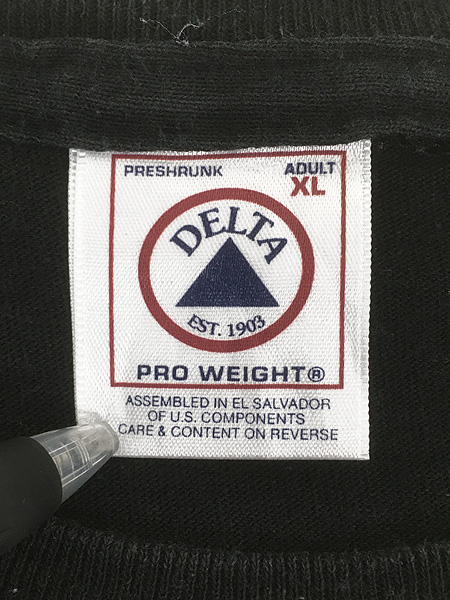 PRESHRUNK ADULT
XL
DELTA
EST. 1903
PRO WEIGHT®
ASSEMBLED IN EL SALVADOR
OF U.S. COMPONENTS
CARE & CONTENT ON REVERSE